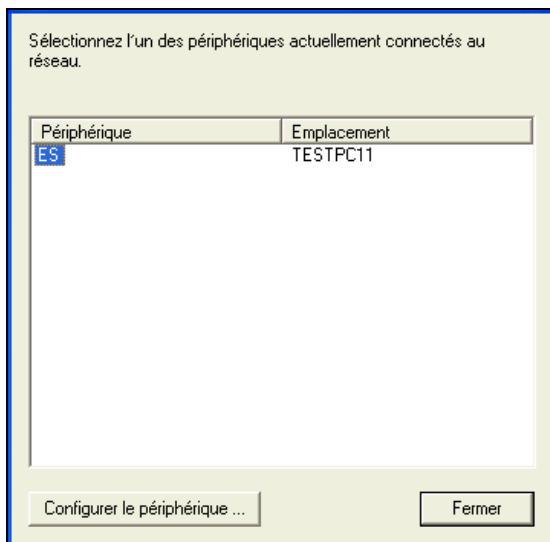 Sélectionnez l'un des périphériques actuellement connectés au
réseau.
Périphérique Emplacement
ES TESTPC11
Configurer le périphérique ... Fermer